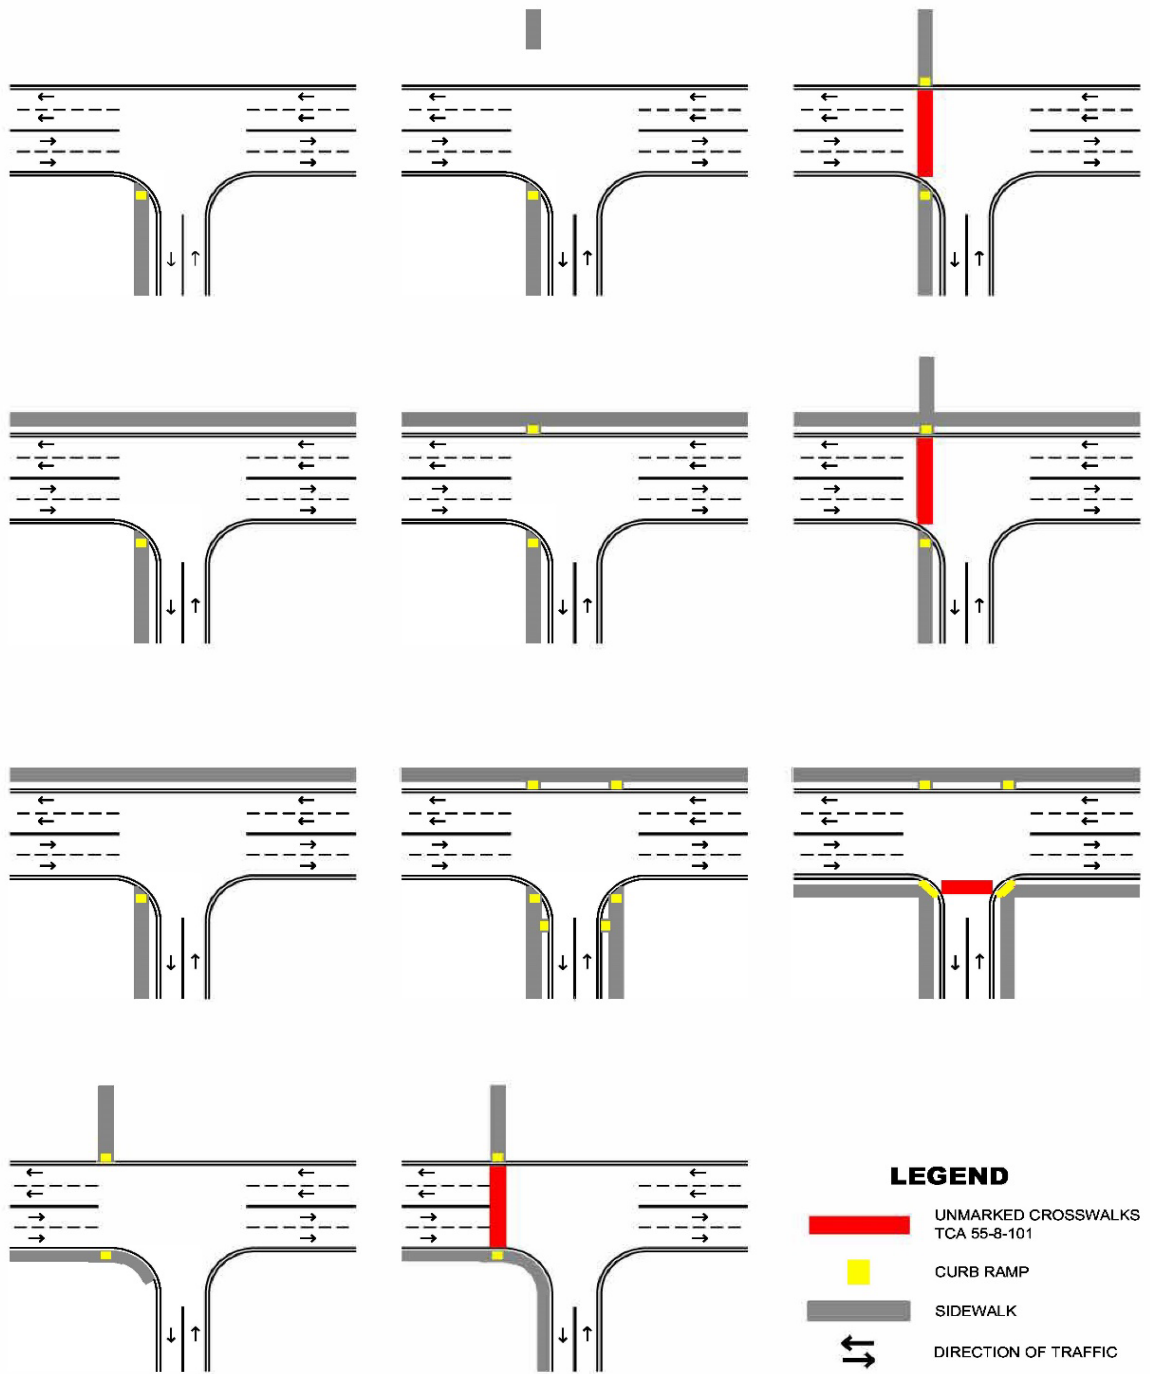 LEGEND
UNMARKED CROSSWALKS
TCA 55-8-101
CURB RAMP
SIDEWALK
DIRECTION OF TRAFFIC